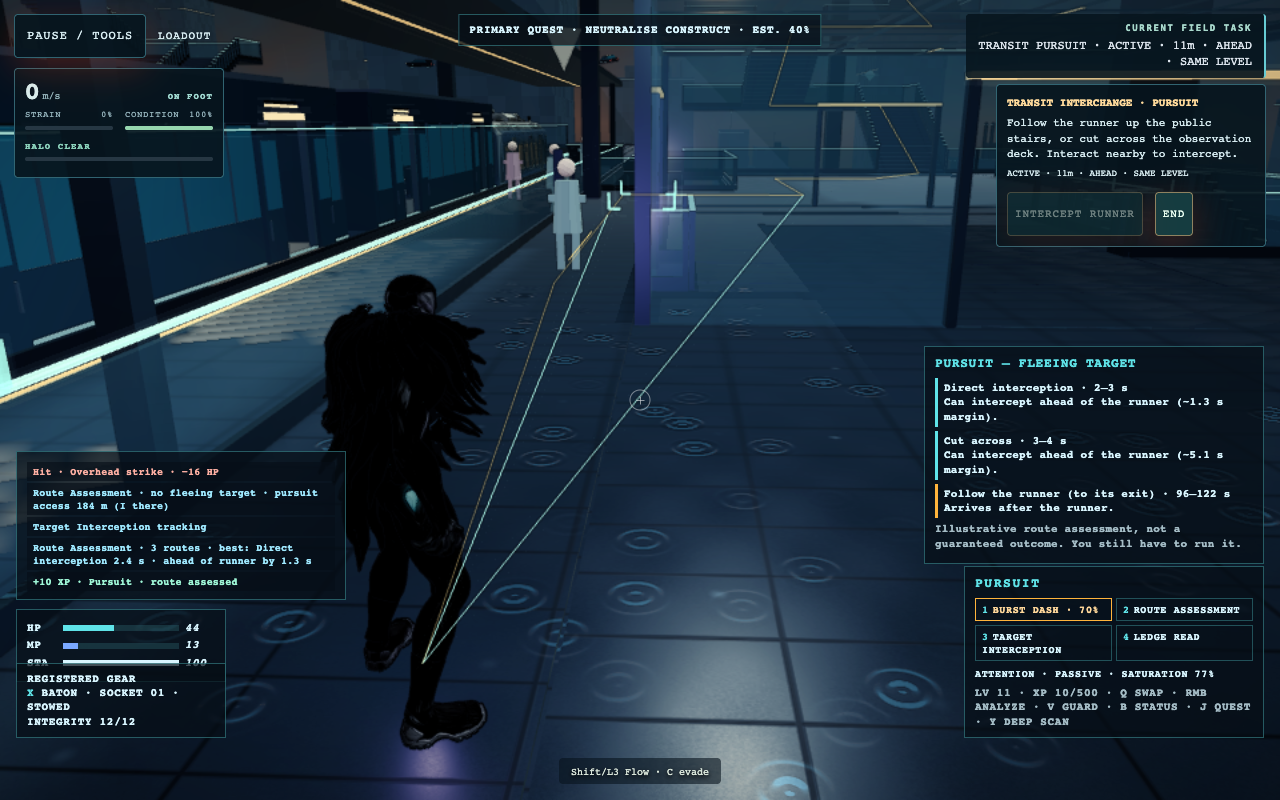 PAUSE / TOOLS
LOADOUT
PRIMARY QUEST · NEUTRALISE CONSTRUCT · EST. 40%
CURRENT FIELD TASK
TRANSIT PURSUIT · ACTIVE · 11m · AHEAD
· SAME LEVEL
0 m/s
ON FOOT
STRAIN 0%
CONDITION 100%
HALO CLEAR
TRANSIT INTERCHANGE · PURSUIT
Follow the runner up the public
stairs, or cut across the observation
deck. Interact nearby to intercept.
ACTIVE · 11m · AHEAD · SAME LEVEL
INTERCEPT RUNNER
END
PURSUIT — FLEEING TARGET
Direct interception · 2–3 s
Can intercept ahead of the runner (~1.3 s
margin).
Cut across · 3–4 s
Can intercept ahead of the runner (~5.1 s
margin).
Follow the runner (to its exit) · 96–122 s
Arrives after the runner.
Illustrative route assessment, not a
guaranteed outcome. You still have to run it.
Hit · Overhead strike · −16 HP
Route Assessment · no fleeing target · pursuit
access 184 m (I there)
Target Interception tracking
Route Assessment · 3 routes · best: Direct
interception 2.4 s · ahead of runner by 1.3 s
+10 XP · Pursuit · route assessed
HP 44
MP 13
STA 100
REGISTERED GEAR
X BATON · SOCKET 01 ·
STOWED
INTEGRITY 12/12
PURSUIT
1 BURST DASH · 70%
2 ROUTE ASSESSMENT
3 TARGET
INTERCEPTION
4 LEDGE READ
ATTENTION · PASSIVE · SATURATION 77%
LV 11 · XP 10/500 · Q SWAP · RMB
ANALYZE · V GUARD · B STATUS · J QUEST
· Y DEEP SCAN
Shift/L3 Flow · C evade